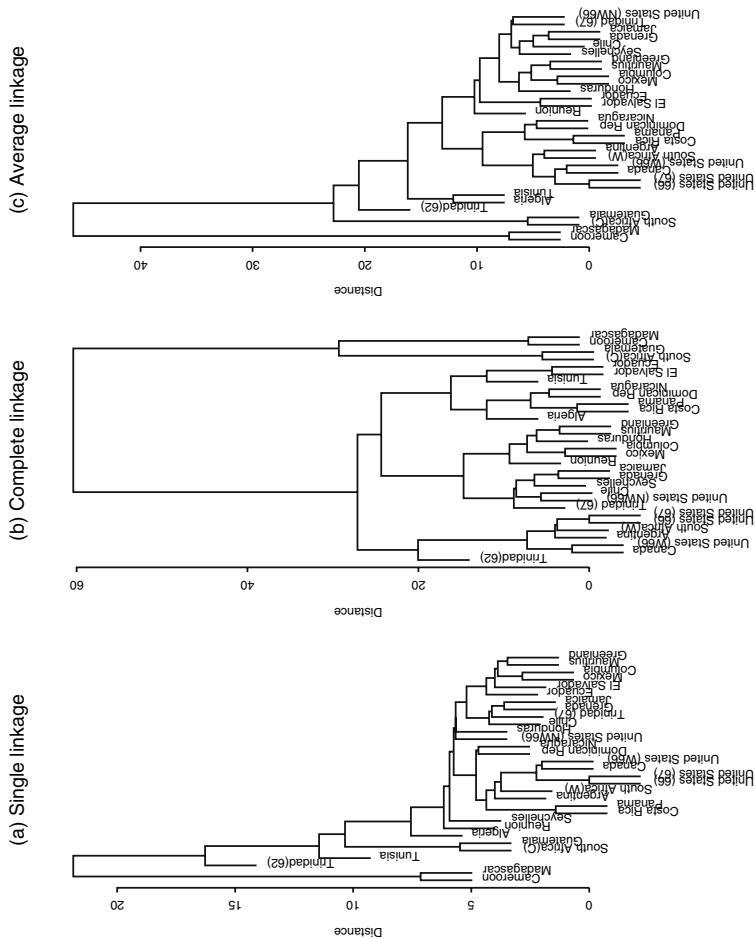 (a) Single linkage
Distance
0
5
10
15
20
Cameroon
Madagascar
Trinidad(62)
Tunisia
South Africa(C)
Guatemala
Algeria
Reunion
Seychelles
Costa Rica
Panama
Argentina
South Africa(W)
United States (66)
United States (67)
Canada
United States (W66)
Dominican Rep
Nicaragua
United States (NW66)
Honduras
Chile
Trinidad (67)
Grenada
Jamaica
Ecuador
El Salvador
Mexico
Columbia
Mauritius
Greenland
(b) Complete linkage
Distance
0
20
40
60
Trinidad(62)
Canada
United States (W66)
Argentina
South Africa(W)
United States (66)
United States (67)
Trinidad (67)
United States (NW66)
Chile
Seychelles
Grenada
Jamaica
Reunion
Mexico
Columbia
Honduras
Mauritius
Greenland
Algeria
Costa Rica
Panama
Dominican Rep
Nicaragua
Tunisia
El Salvador
Ecuador
South Africa(C)
Guatemala
Cameroon
Madagascar
(c) Average linkage
Distance
0
10
20
30
40
Cameroon
Madagascar
South Africa(C)
Guatemala
Trinidad(62)
Algeria
Tunisia
United States (66)
United States (67)
Canada
United States (W66)
South Africa(W)
Argentina
Costa Rica
Panama
Dominican Rep
Nicaragua
Reunion
El Salvador
Ecuador
Honduras
Mexico
Columbia
Mauritius
Greenland
Seychelles
Chile
Grenada
Jamaica
Trinidad (67)
United States (NW66)